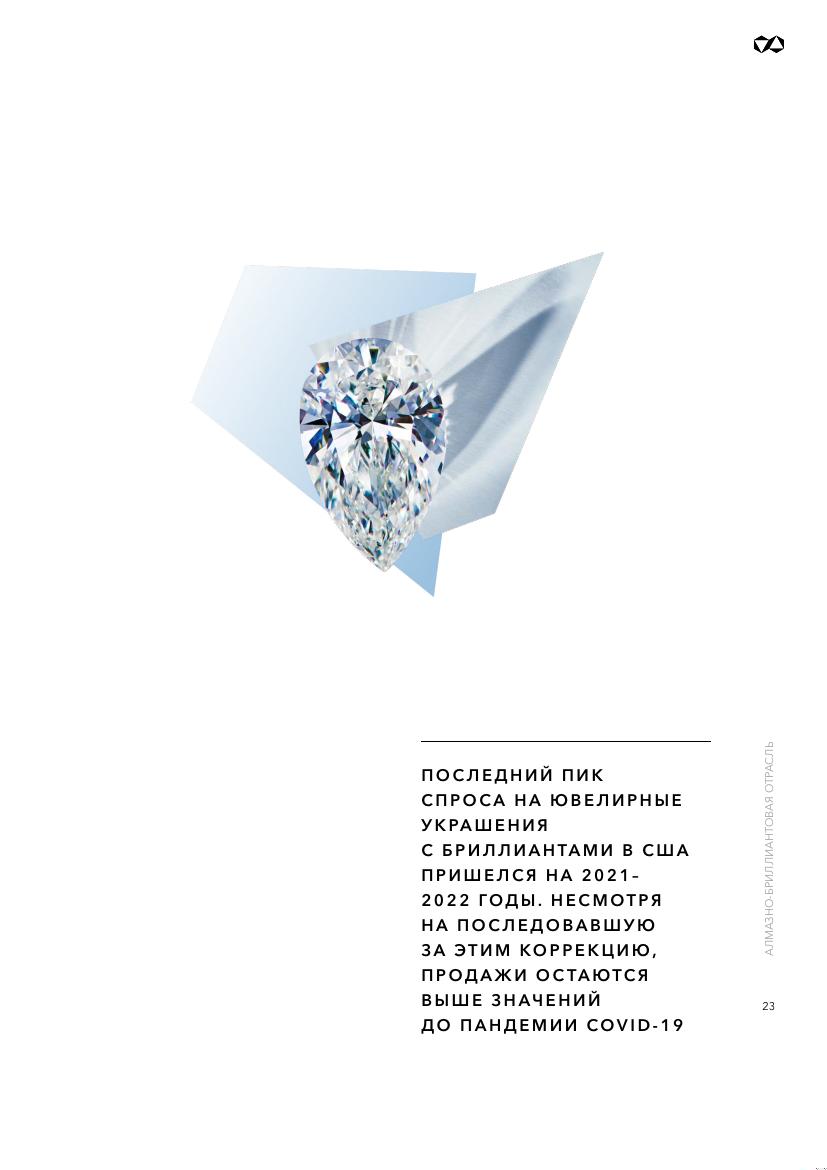 ПОСЛЕДНИЙ ПИК
СПРОСА НА ЮВЕЛИРНЫЕ
УКРАШЕНИЯ
С БРИЛЛИАНТАМИ В США
ПРИШЕЛСЯ НА 2021–
2022 ГОДЫ. НЕСМОТРЯ
НА ПОСЛЕДОВАВШУЮ
ЗА ЭТИМ КОРРЕКЦИЮ,
ПРОДАЖИ ОСТАЮТСЯ
ВЫШЕ ЗНАЧЕНИЙ
ДО ПАНДЕМИИ COVID-19
АЛМАЗНО-БРИЛЛИАНТОВАЯ ОТРАСЛЬ
23